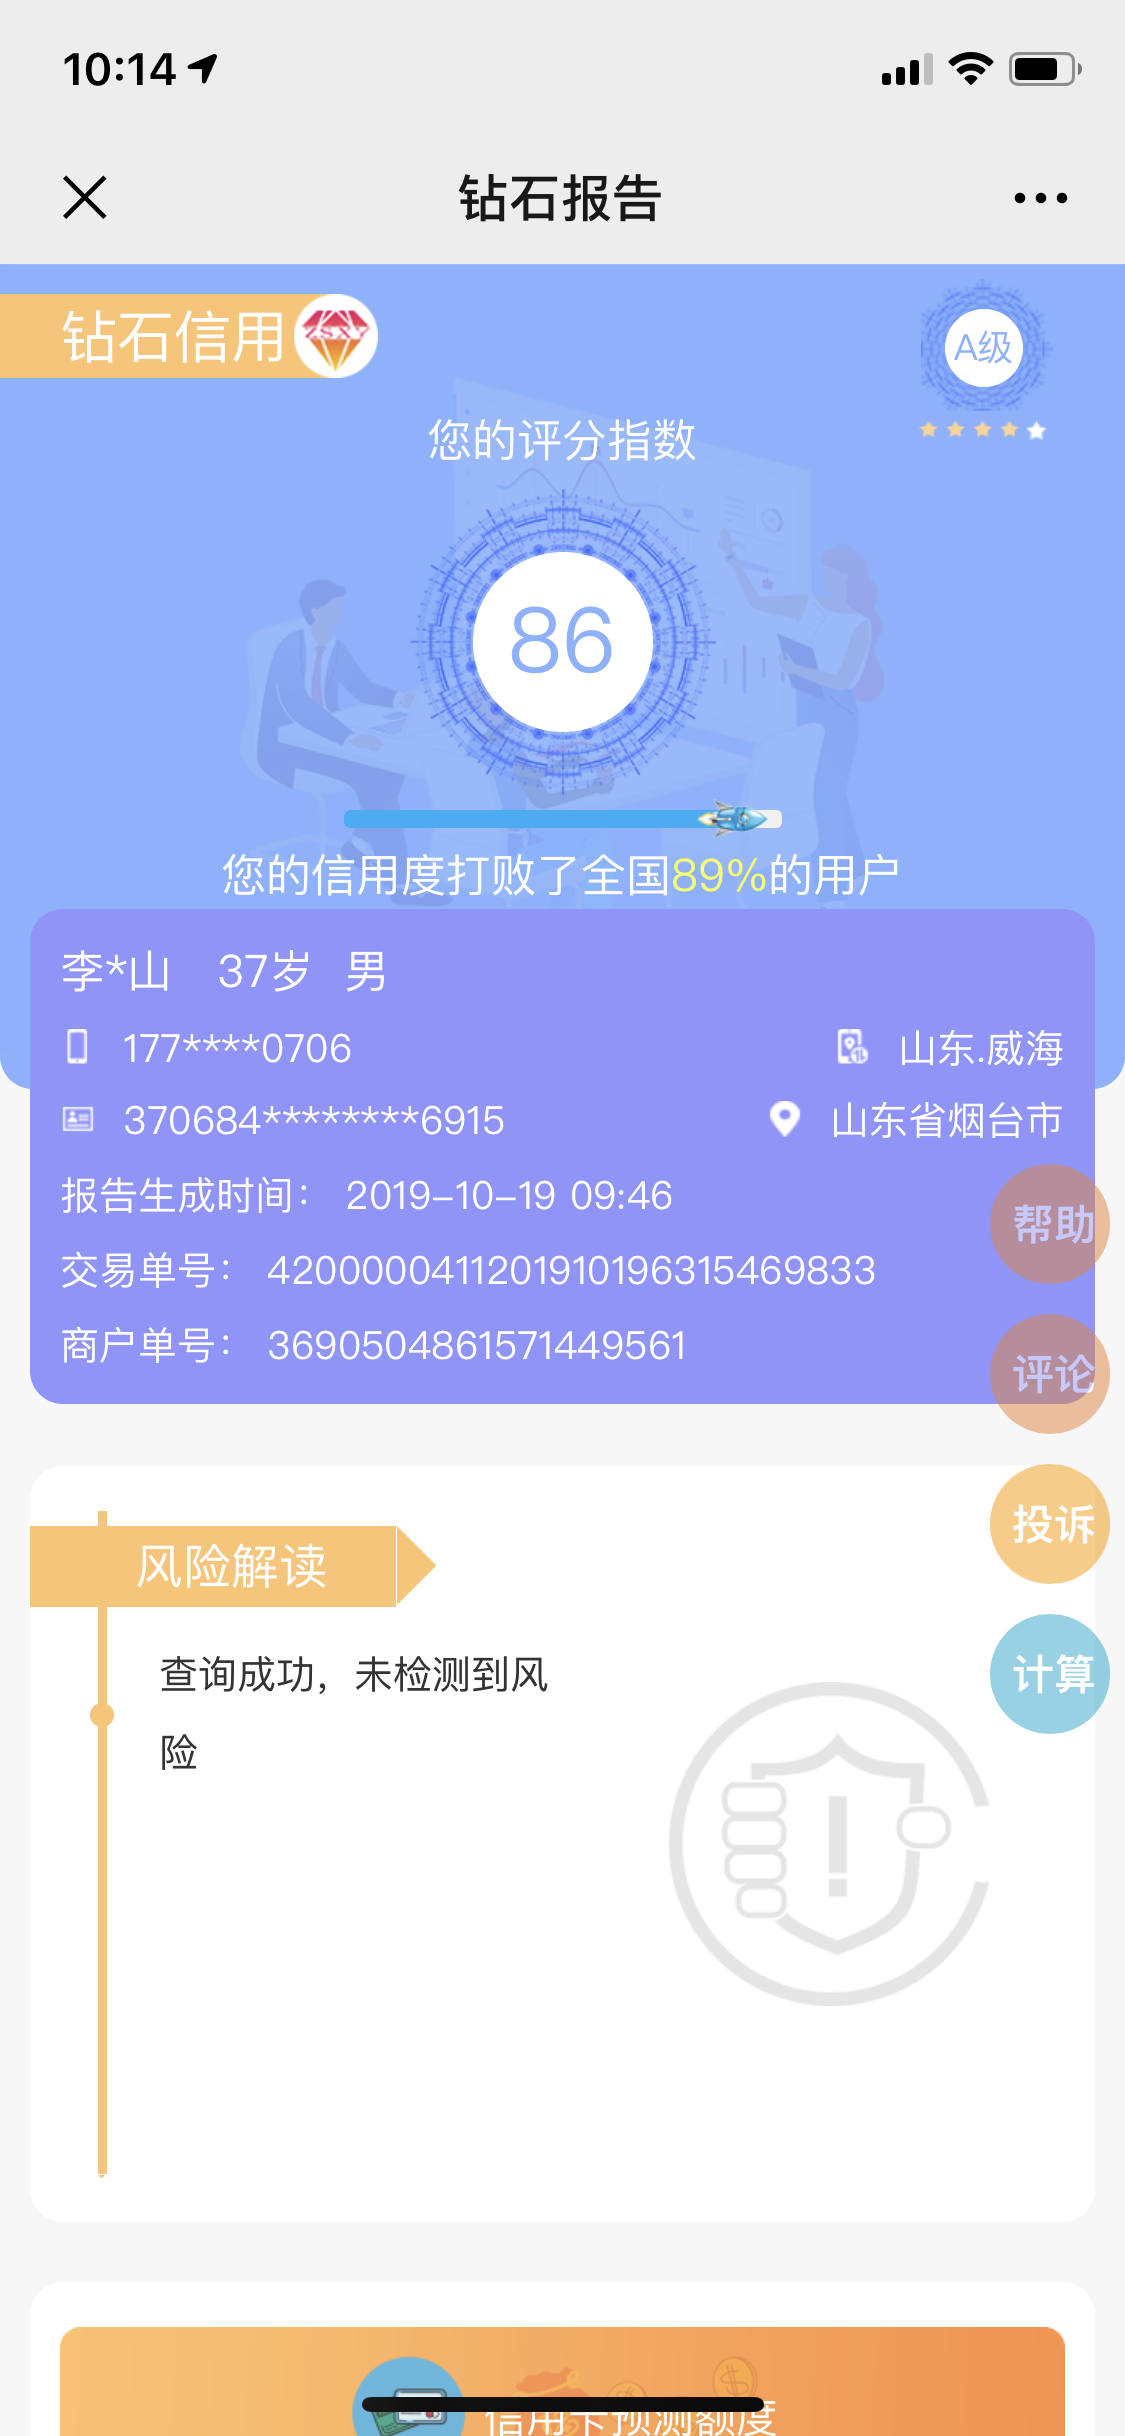 10:14
钻石报告
钻石信用
ZSXY
A级
您的评分指数
86
您的信用度打败了全国89%的用户
李*山 37岁 男
177****0706 山东.威海
370684********6915 山东省烟台市
报告生成时间： 2019-10-19 09:46
帮助
交易单号： 4200000411201910196315469833
商户单号： 3690504861571449561
评论
投诉
风险解读
查询成功，未检测到风
险
计算
信用卡预测额度